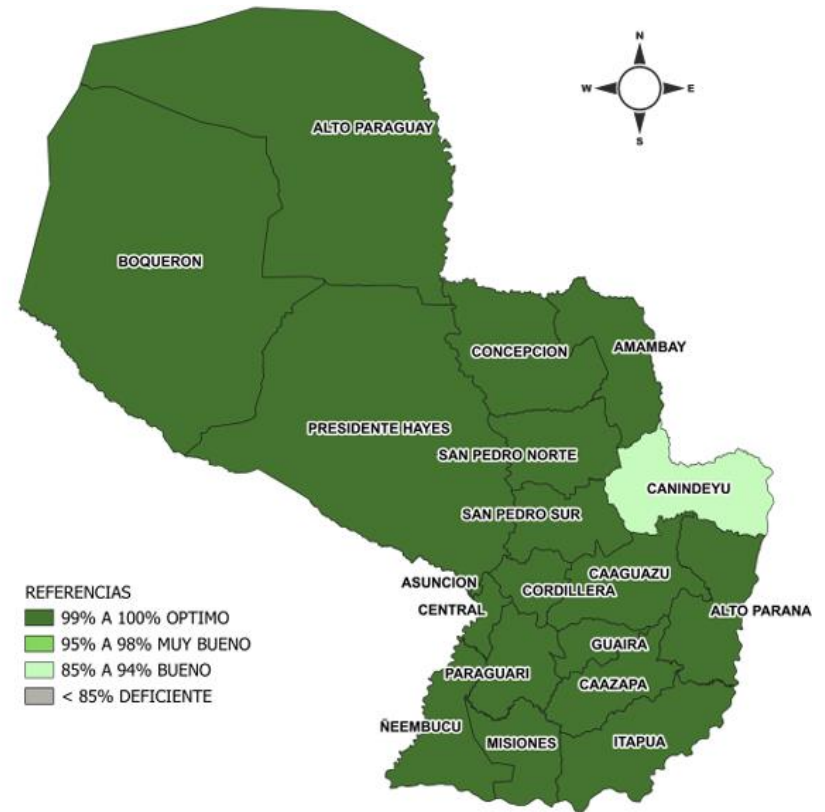 N
W E
S
ALTO PARAGUAY
BOQUERON
CONCEPCION
AMAMBAY
PRESIDENTE HAYES
SAN PEDRO NORTE
CANINDEYU
SAN PEDRO SUR
ASUNCION
CAAGUAZU
CORDILLERA
CENTRAL
ALTO PARANA
GUAIRA
PARAGUARI
CAAZAPA
ÑEEMBUCU
MISIONES
ITAPUA
REFERENCIAS
99% A 100% OPTIMO
95% A 98% MUY BUENO
85% A 94% BUENO
< 85% DEFICIENTE